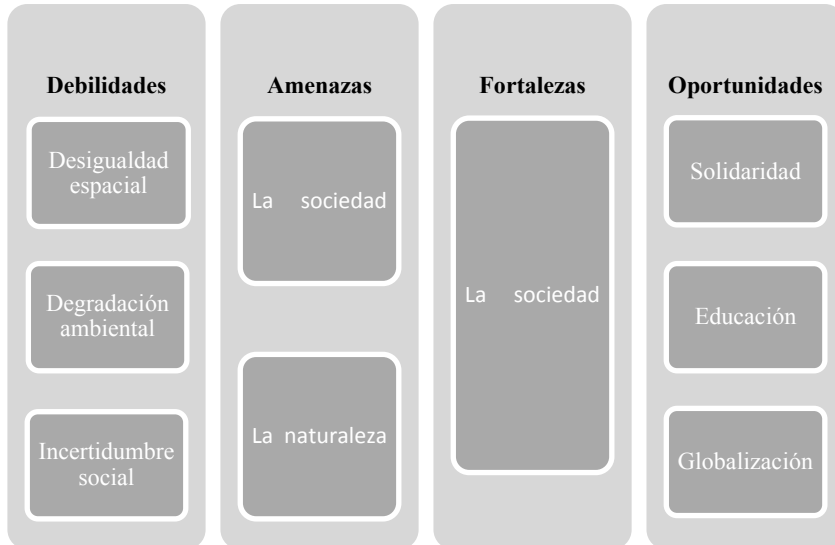 Debilidades
Desigualdad
espacial
Degradación
ambiental
Incertidumbre
social
Amenazas
La sociedad
La naturaleza
Fortalezas
La sociedad
Oportunidades
Solidaridad
Educación
Globalización